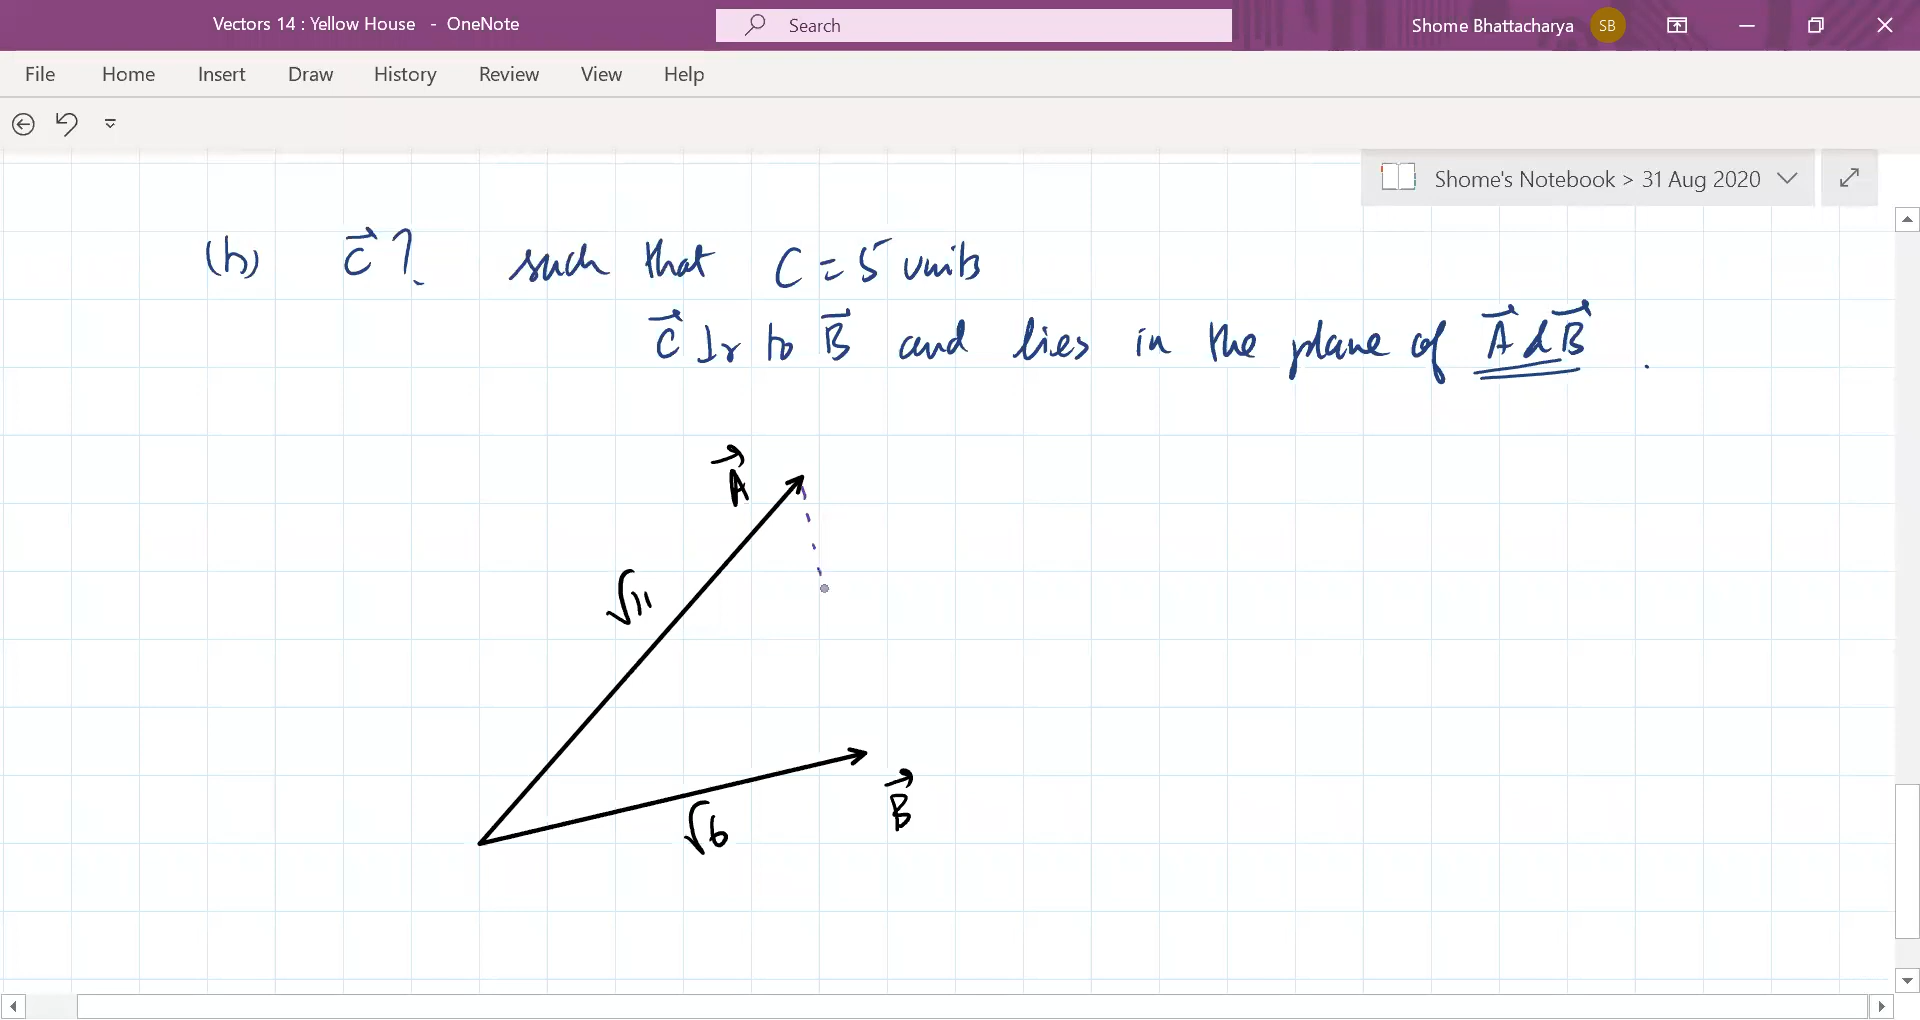 Vectors 14 : Yellow House - OneNote
Search
Shome Bhattacharya
SB
File Home Insert Draw History Review View Help
Shome's Notebook > 31 Aug 2020
(h) C⃗ ? such that C = 5 units
C⃗ ⊥r to B⃗ and lies in the plane of A⃗ & B⃗ .
A⃗
√11
B⃗
√6